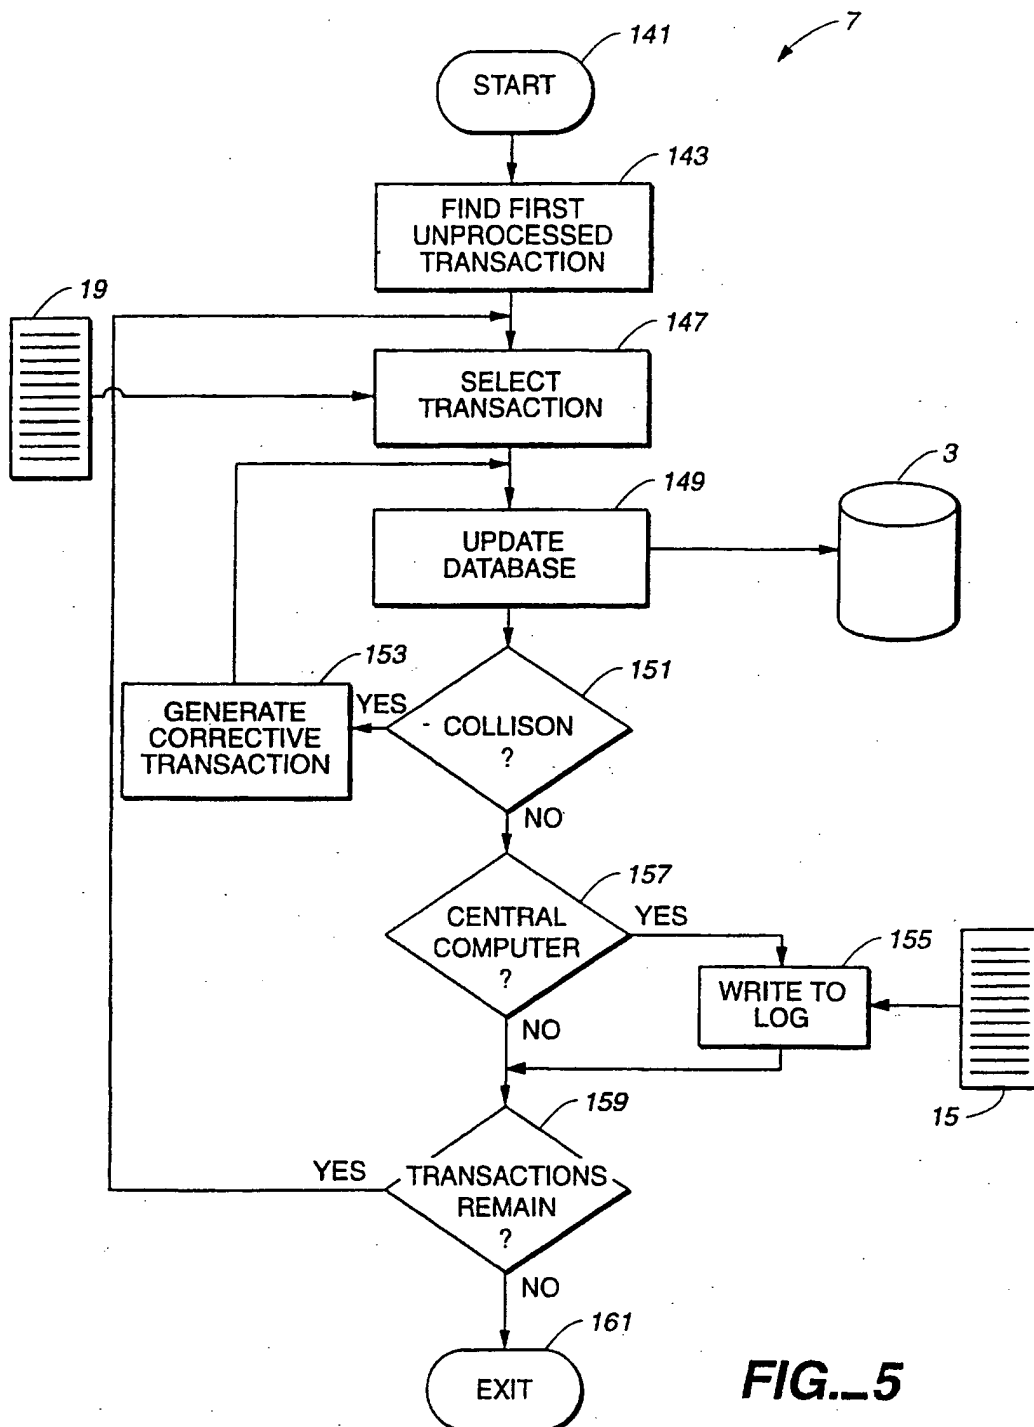 7
141
START
143
FIND FIRST
UNPROCESSED
TRANSACTION
19
147
SELECT
TRANSACTION
3
149
UPDATE
DATABASE
153
151
GENERATE
CORRECTIVE
TRANSACTION
YES
COLLISON
?
NO
157
CENTRAL
COMPUTER
?
YES
155
WRITE TO
LOG
NO
15
159
YES
TRANSACTIONS
REMAIN
?
NO
161
EXIT
FIG._5